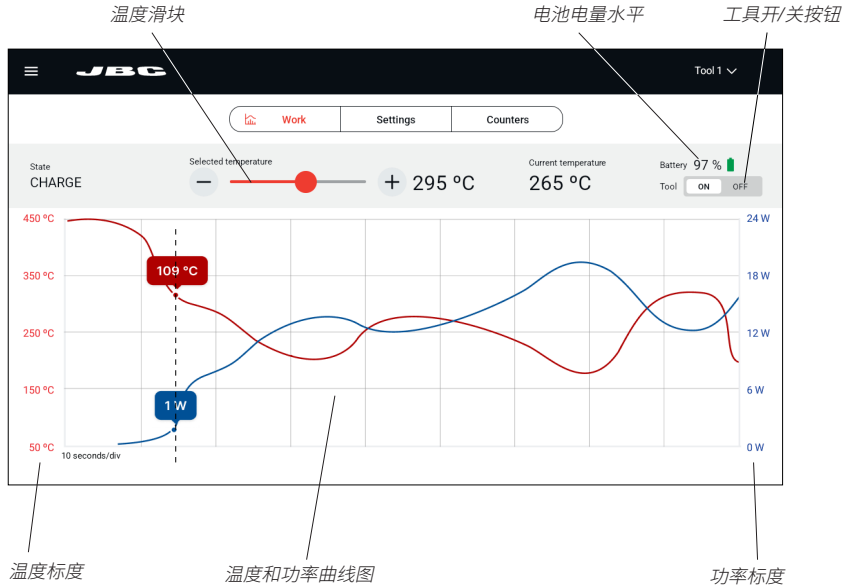 温度滑块
电池电量水平
工具开/关按钮
JBC
Tool 1
Work
Settings
Counters
State
CHARGE
Selected temperature
295 ºC
Current temperature
265 ºC
Battery 97 %
Tool ON OFF
450 ºC
24 W
109 ºC
350 ºC
18 W
250 ºC
12 W
150 ºC
6 W
1 W
50 ºC
0 W
10 seconds/div
温度标度
温度和功率曲线图
功率标度